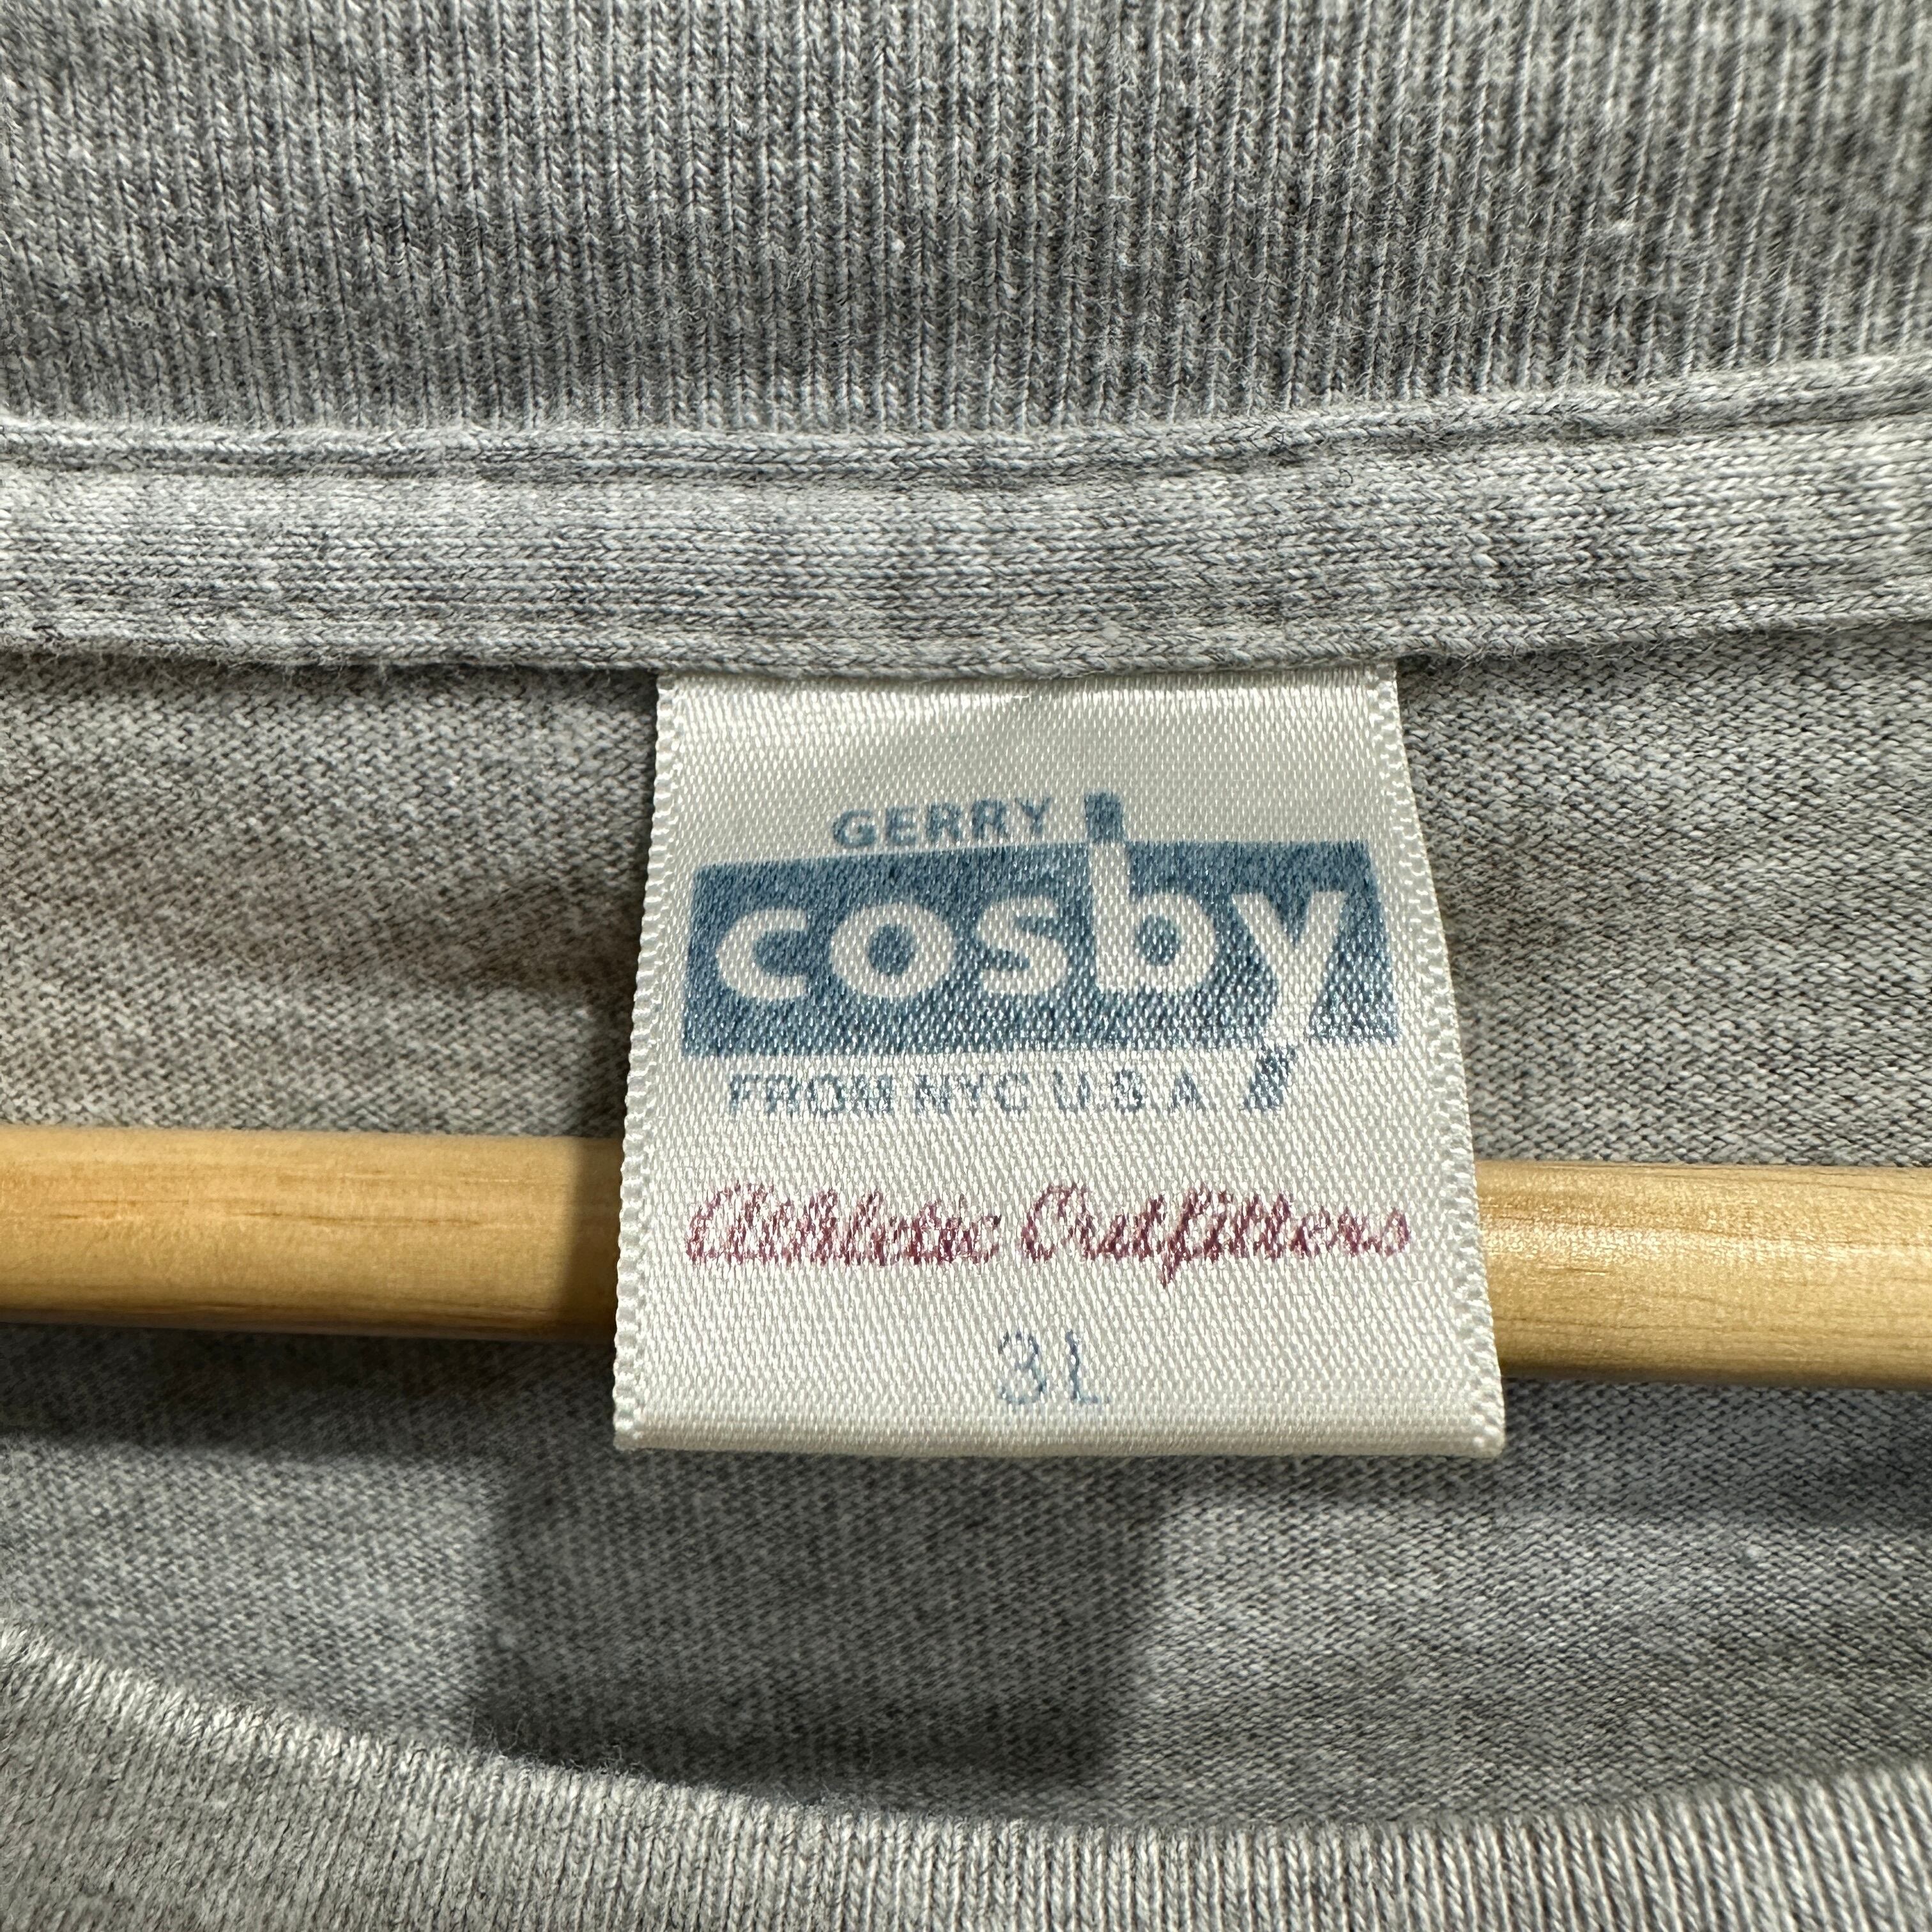 GERRY
cosby
FROM NYC U.S.A
Athletic Outfitters
3L